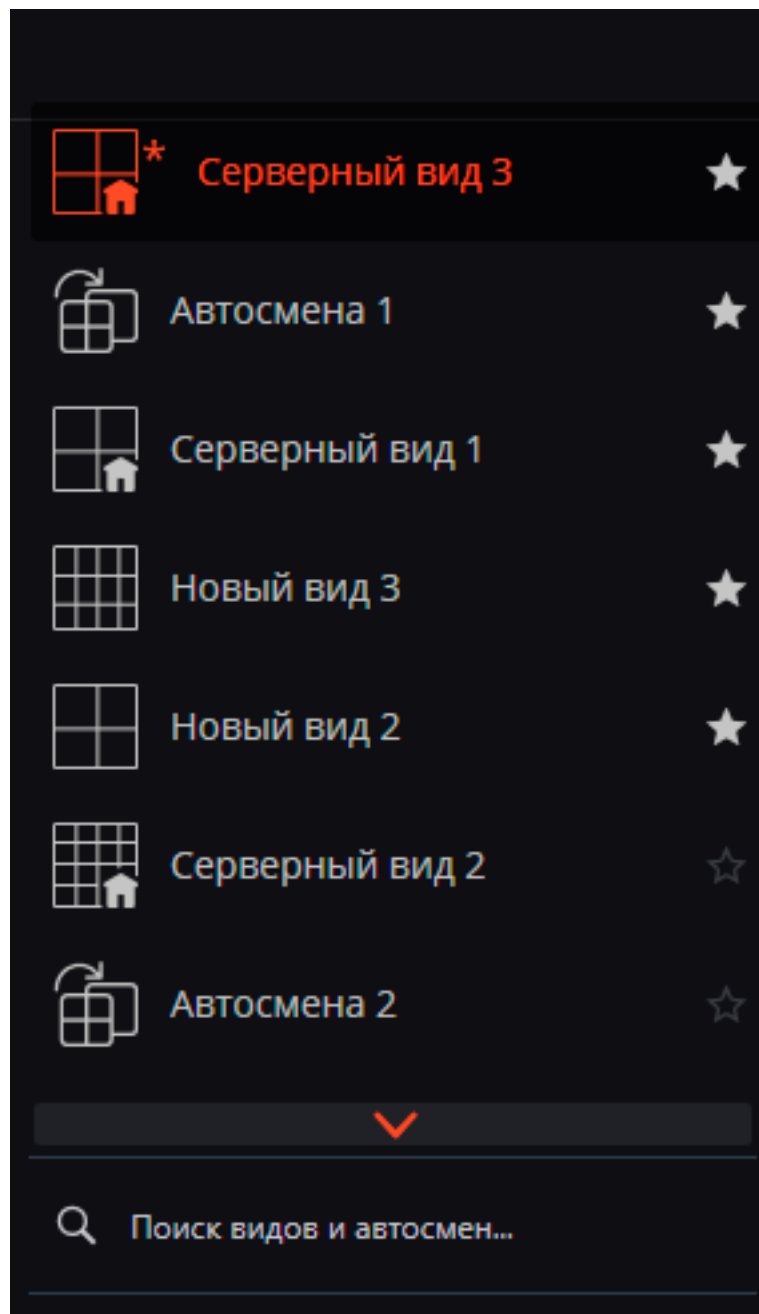 * Серверный вид 3
Автосмена 1
Серверный вид 1
Новый вид 3
Новый вид 2
Серверный вид 2
Автосмена 2
Поиск видов и автосмен...